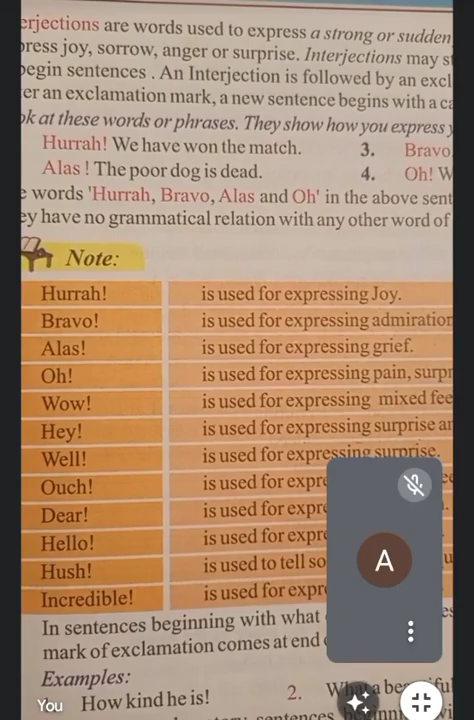 erjections are words used to express a strong or sudden
press joy, sorrow, anger or surprise. Interjections may st
begin sentences . An Interjection is followed by an excl
er an exclamation mark, a new sentence begins with a ca
ok at these words or phrases. They show how you express y
Hurrah! We have won the match. 3. Bravo
Alas ! The poor dog is dead. 4. Oh! W
e words 'Hurrah, Bravo, Alas and Oh' in the above sent
ey have no grammatical relation with any other word of
Note:
Hurrah! is used for expressing Joy.
Bravo! is used for expressing admiration
Alas! is used for expressing grief.
Oh! is used for expressing pain, surpr
Wow! is used for expressing mixed fee
Hey! is used for expressing surprise an
Well! is used for expressing surprise.
Ouch! is used for expre
Dear! is used for expre
Hello! is used for expre
Hush! is used to tell so
Incredible! is used for expre
In sentences beginning with what
mark of exclamation comes at end
Examples:
How kind he is! 2. What a
sentences
A
You